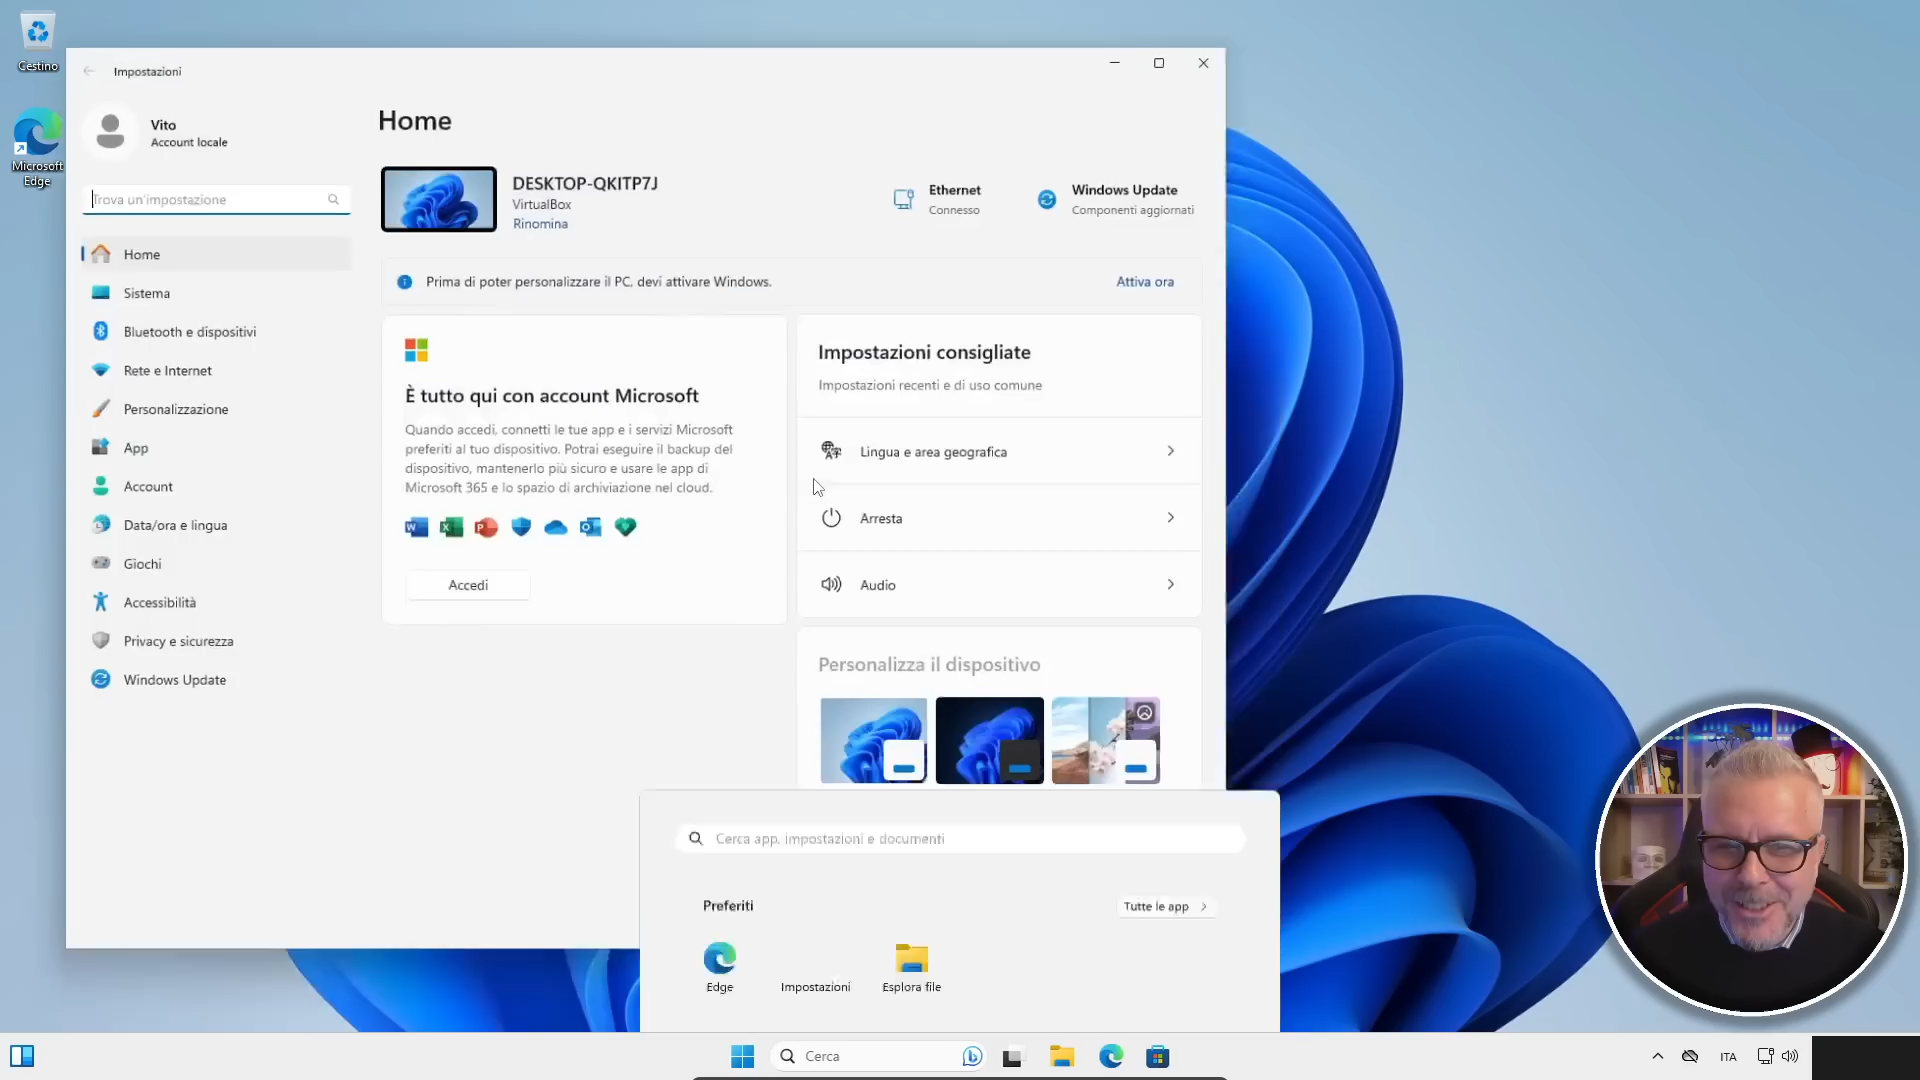 Cestino
Microsoft
Edge
Impostazioni
Vito
Account locale
Trova un'impostazione
Home
Sistema
Bluetooth e dispositivi
Rete e Internet
Personalizzazione
App
Account
Data/ora e lingua
Giochi
Accessibilità
Privacy e sicurezza
Windows Update
Home
DESKTOP-QKITP7J
VirtualBox
Rinomina
Ethernet
Connesso
Windows Update
Componenti aggiornati
Prima di poter personalizzare il PC, devi attivare Windows.
Attiva ora
È tutto qui con account Microsoft
Quando accedi, connetti le tue app e i servizi Microsoft
preferiti al tuo dispositivo. Potrai eseguire il backup del
dispositivo, mantenerlo più sicuro e usare le app di
Microsoft 365 e lo spazio di archiviazione nel cloud.
Accedi
Impostazioni consigliate
Impostazioni recenti e di uso comune
Lingua e area geografica
Arresta
Audio
Personalizza il dispositivo
Cerca app, impostazioni e documenti
Preferiti
Tutte le app
Edge
Impostazioni
Esplora file
Cerca
ITA